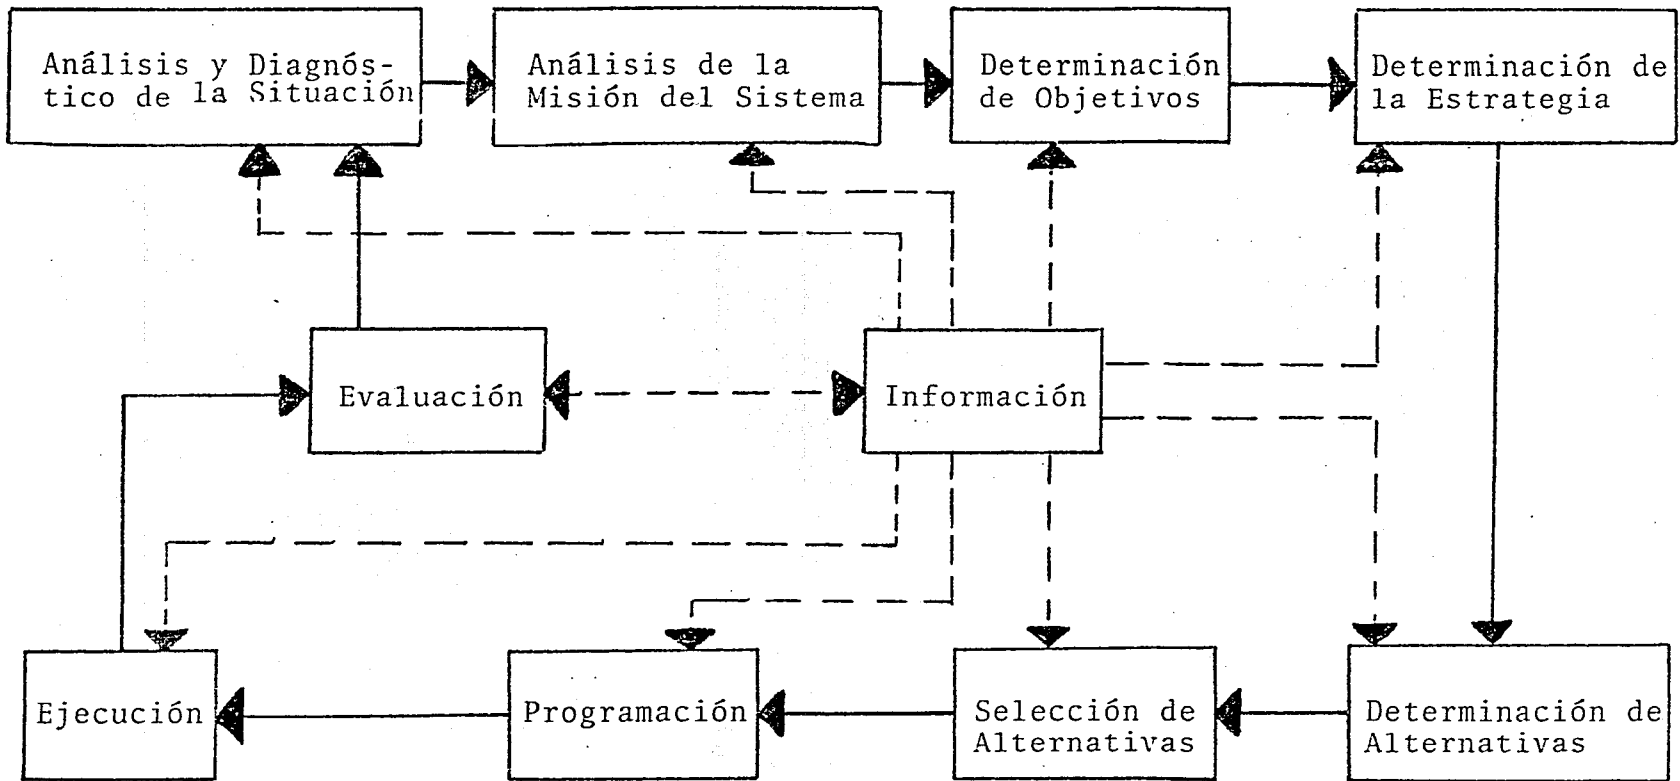 Análisis y Diagnós-
tico de la Situación
Análisis de la
Misión del Sistema
Determinación
de Objetivos
Determinación de
la Estrategia
Evaluación
Información
Ejecución
Programación
Selección de
Alternativas
Determinación de
Alternativas